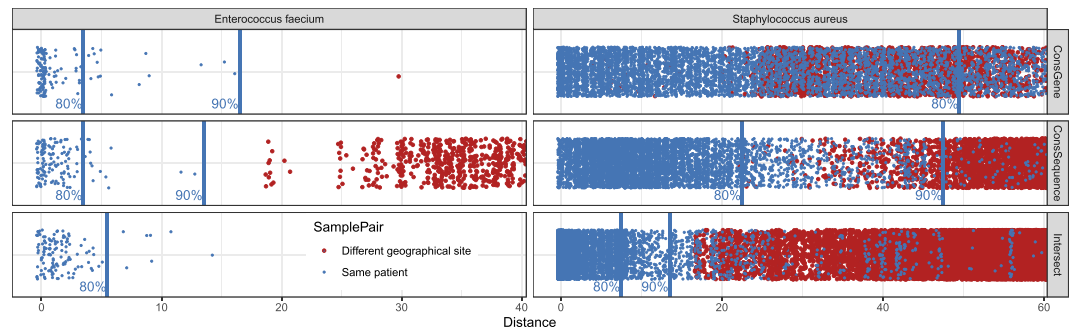 Enterococcus faecium
Staphylococcus aureus
80%
90%
80%
ConsGene
80%
90%
80%
90%
ConsSequence
80%
SamplePair
Different geographical site
Same patient
80%
90%
Intersect
0
10
20
30
40
0
20
40
60
Distance